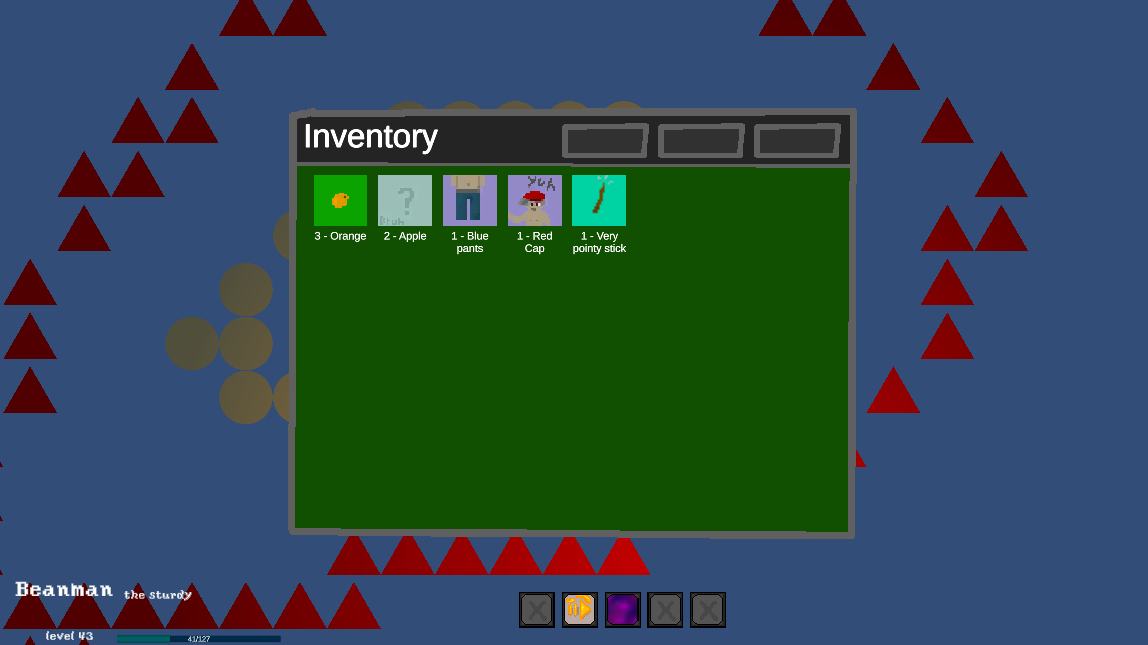 Inventory
3 - Orange
2 - Apple
1 - Blue
pants
1 - Red
Cap
1 - Very
pointy stick
?
Bruh
Beanman the sturdy
level 43
41/127